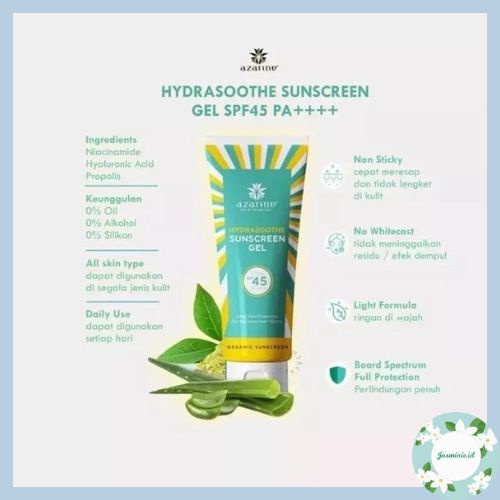 azarine
HYDRASOOTHE SUNSCREEN
GEL SPF45 PA++++
Ingredients
Niacinamide
Hyaluronic Acid
Propolis
Keunggulan
0% Oil
0% Alkohol
0% Silikon
All skin type
dapat digunakan
di segala jenis kulit
Daily Use
dapat digunakan
setiap hari
azarine
HYDRASOOTHE
SUNSCREEN
GEL
SPF 45
ORGANIC SUNSCREEN
Non Sticky
cepat meresap
dan tidak lengket
di kulit
No Whitecast
tidak meninggalkan
residu / efek dempul
Light Formula
ringan di wajah
Board Spectrum
Full Protection
Perlindungan penuh
Jasminie.id